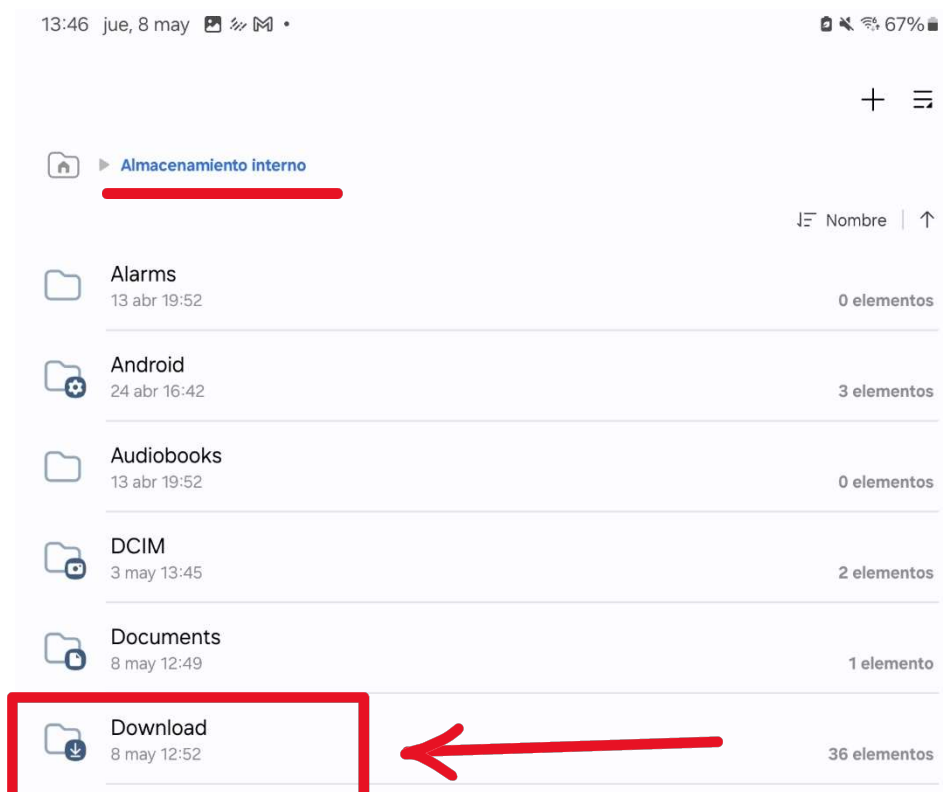 13:46 jue, 8 may
67%
Almacenamiento interno
Nombre
Alarms
13 abr 19:52
0 elementos
Android
24 abr 16:42
3 elementos
Audiobooks
13 abr 19:52
0 elementos
DCIM
3 may 13:45
2 elementos
Documents
8 may 12:49
1 elemento
Download
8 may 12:52
36 elementos